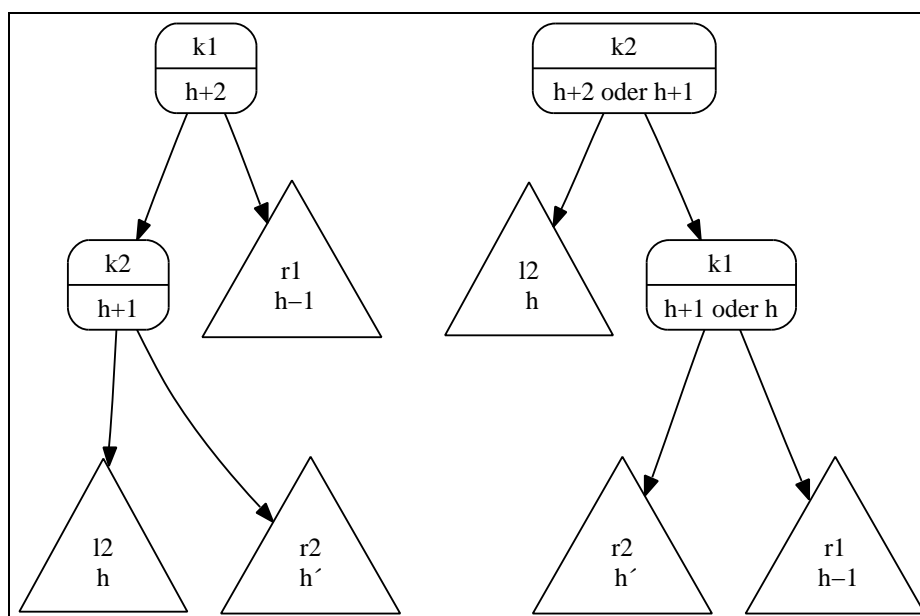 k1
h+2
k2
h+1
r1
h−1
l2
h
r2
h´
k2
h+2 oder h+1
l2
h
k1
h+1 oder h
r2
h´
r1
h−1